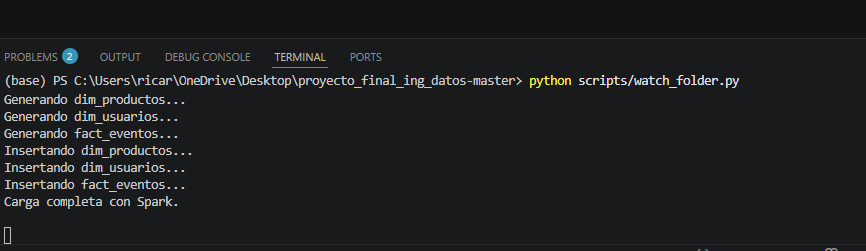 PROBLEMS 2 OUTPUT DEBUG CONSOLE TERMINAL PORTS
(base) PS C:\Users\ricar\OneDrive\Desktop\proyecto_final_ing_datos-master> python scripts/watch_folder.py
Generando dim_productos...
Generando dim_usuarios...
Generando fact_eventos...
Insertando dim_productos...
Insertando dim_usuarios...
Insertando fact_eventos...
Carga completa con Spark.